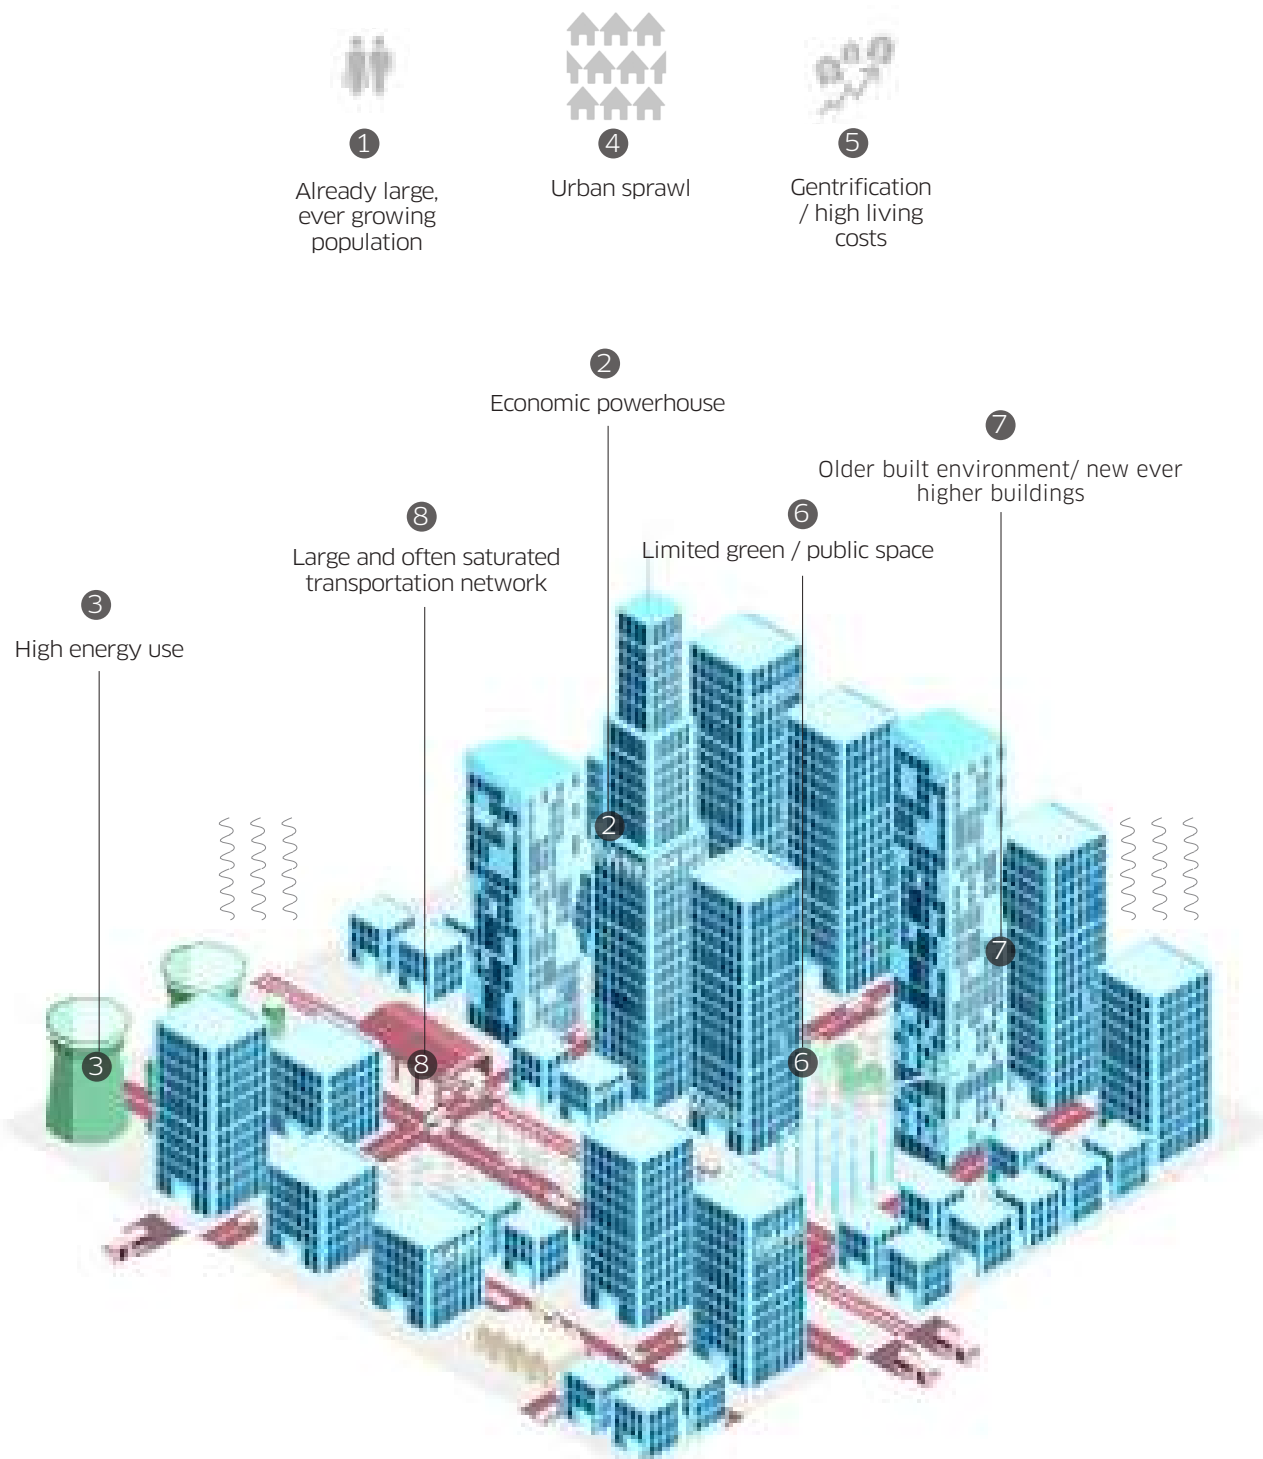 1
Already large,
ever growing
population
4
Urban sprawl
5
Gentrification
/ high living
costs
2
Economic powerhouse
7
Older built environment/ new ever
higher buildings
8
Large and often saturated
transportation network
6
Limited green / public space
3
High energy use
2
7
3
8
6